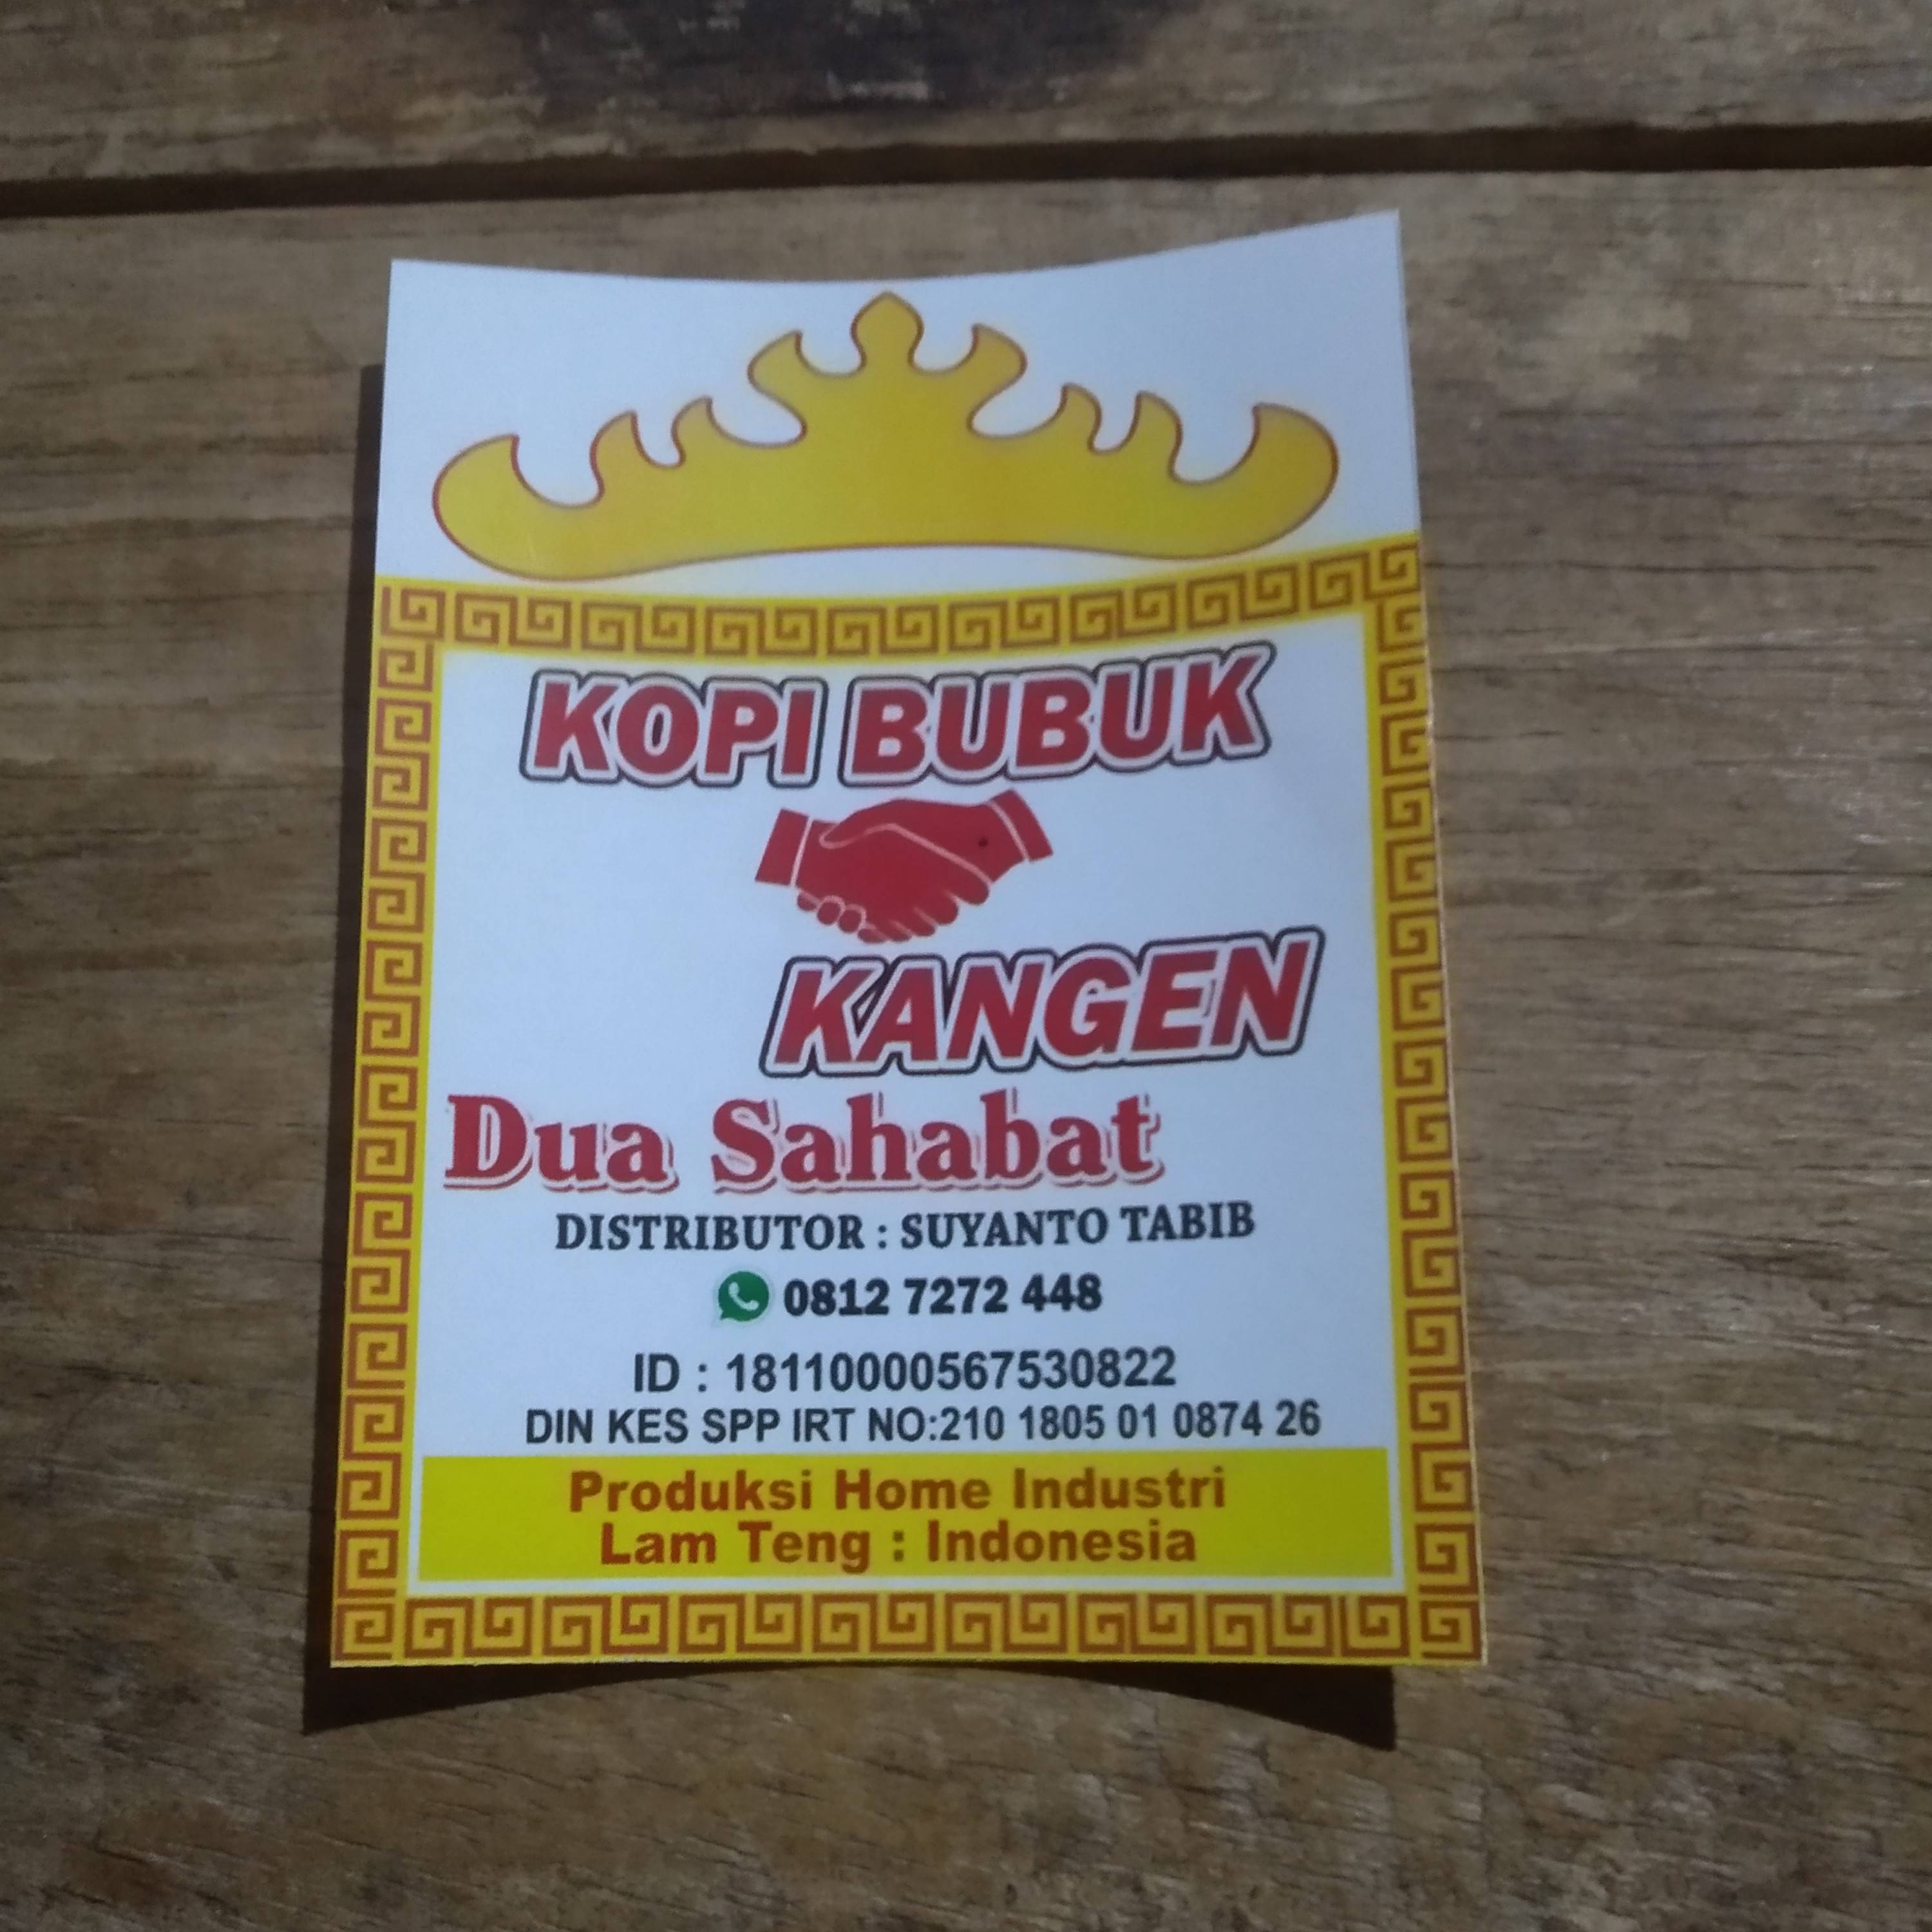 KOPI BUBUK
KANGEN
Dua Sahabat
DISTRIBUTOR : SUYANTO TABIB
0812 7272 448
ID : 18110000567530822
DIN KES SPP IRT NO:210 1805 01 0874 26
Produksi Home Industri
Lam Teng : Indonesia